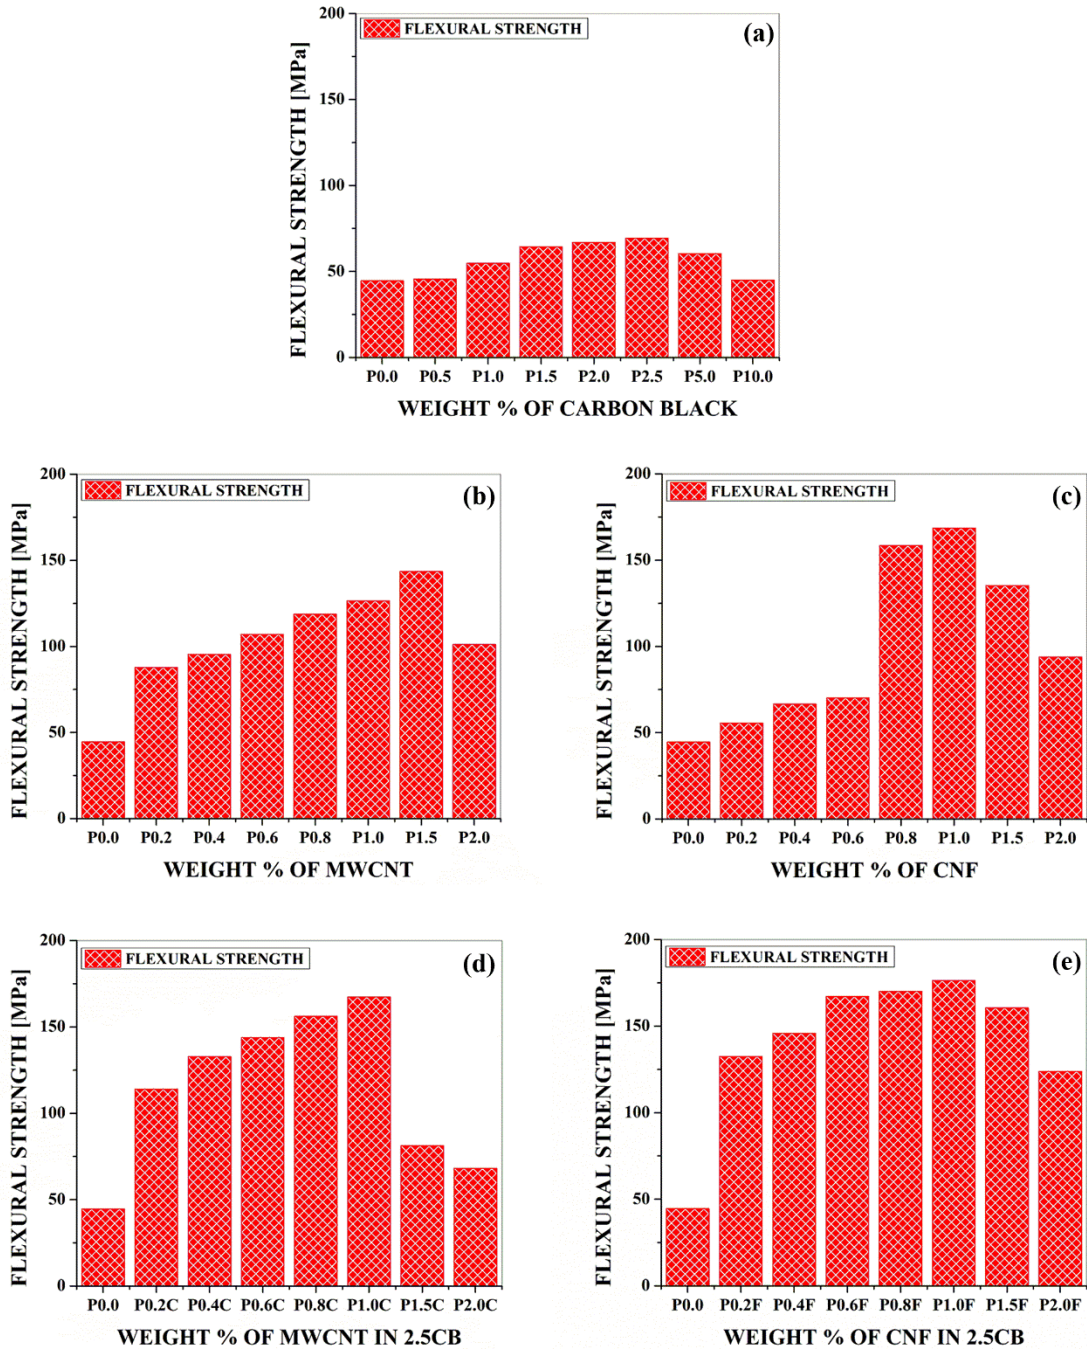 FLEXURAL STRENGTH [MPa]
200
150
100
50
0
FLEXURAL STRENGTH
(a)
P0.0 P0.5 P1.0 P1.5 P2.0 P2.5 P5.0 P10.0
WEIGHT % OF CARBON BLACK
FLEXURAL STRENGTH [MPa]
200
150
100
50
0
FLEXURAL STRENGTH
(b)
P0.0 P0.2 P0.4 P0.6 P0.8 P1.0 P1.5 P2.0
WEIGHT % OF MWCNT
FLEXURAL STRENGTH [MPa]
200
150
100
50
0
FLEXURAL STRENGTH
(c)
P0.0 P0.2 P0.4 P0.6 P0.8 P1.0 P1.5 P2.0
WEIGHT % OF CNF
FLEXURAL STRENGTH [MPa]
200
150
100
50
0
FLEXURAL STRENGTH
(d)
P0.0 P0.2C P0.4C P0.6C P0.8C P1.0C P1.5C P2.0C
WEIGHT % OF MWCNT IN 2.5CB
FLEXURAL STRENGTH [MPa]
200
150
100
50
0
FLEXURAL STRENGTH
(e)
P0.0 P0.2F P0.4F P0.6F P0.8F P1.0F P1.5F P2.0F
WEIGHT % OF CNF IN 2.5CB